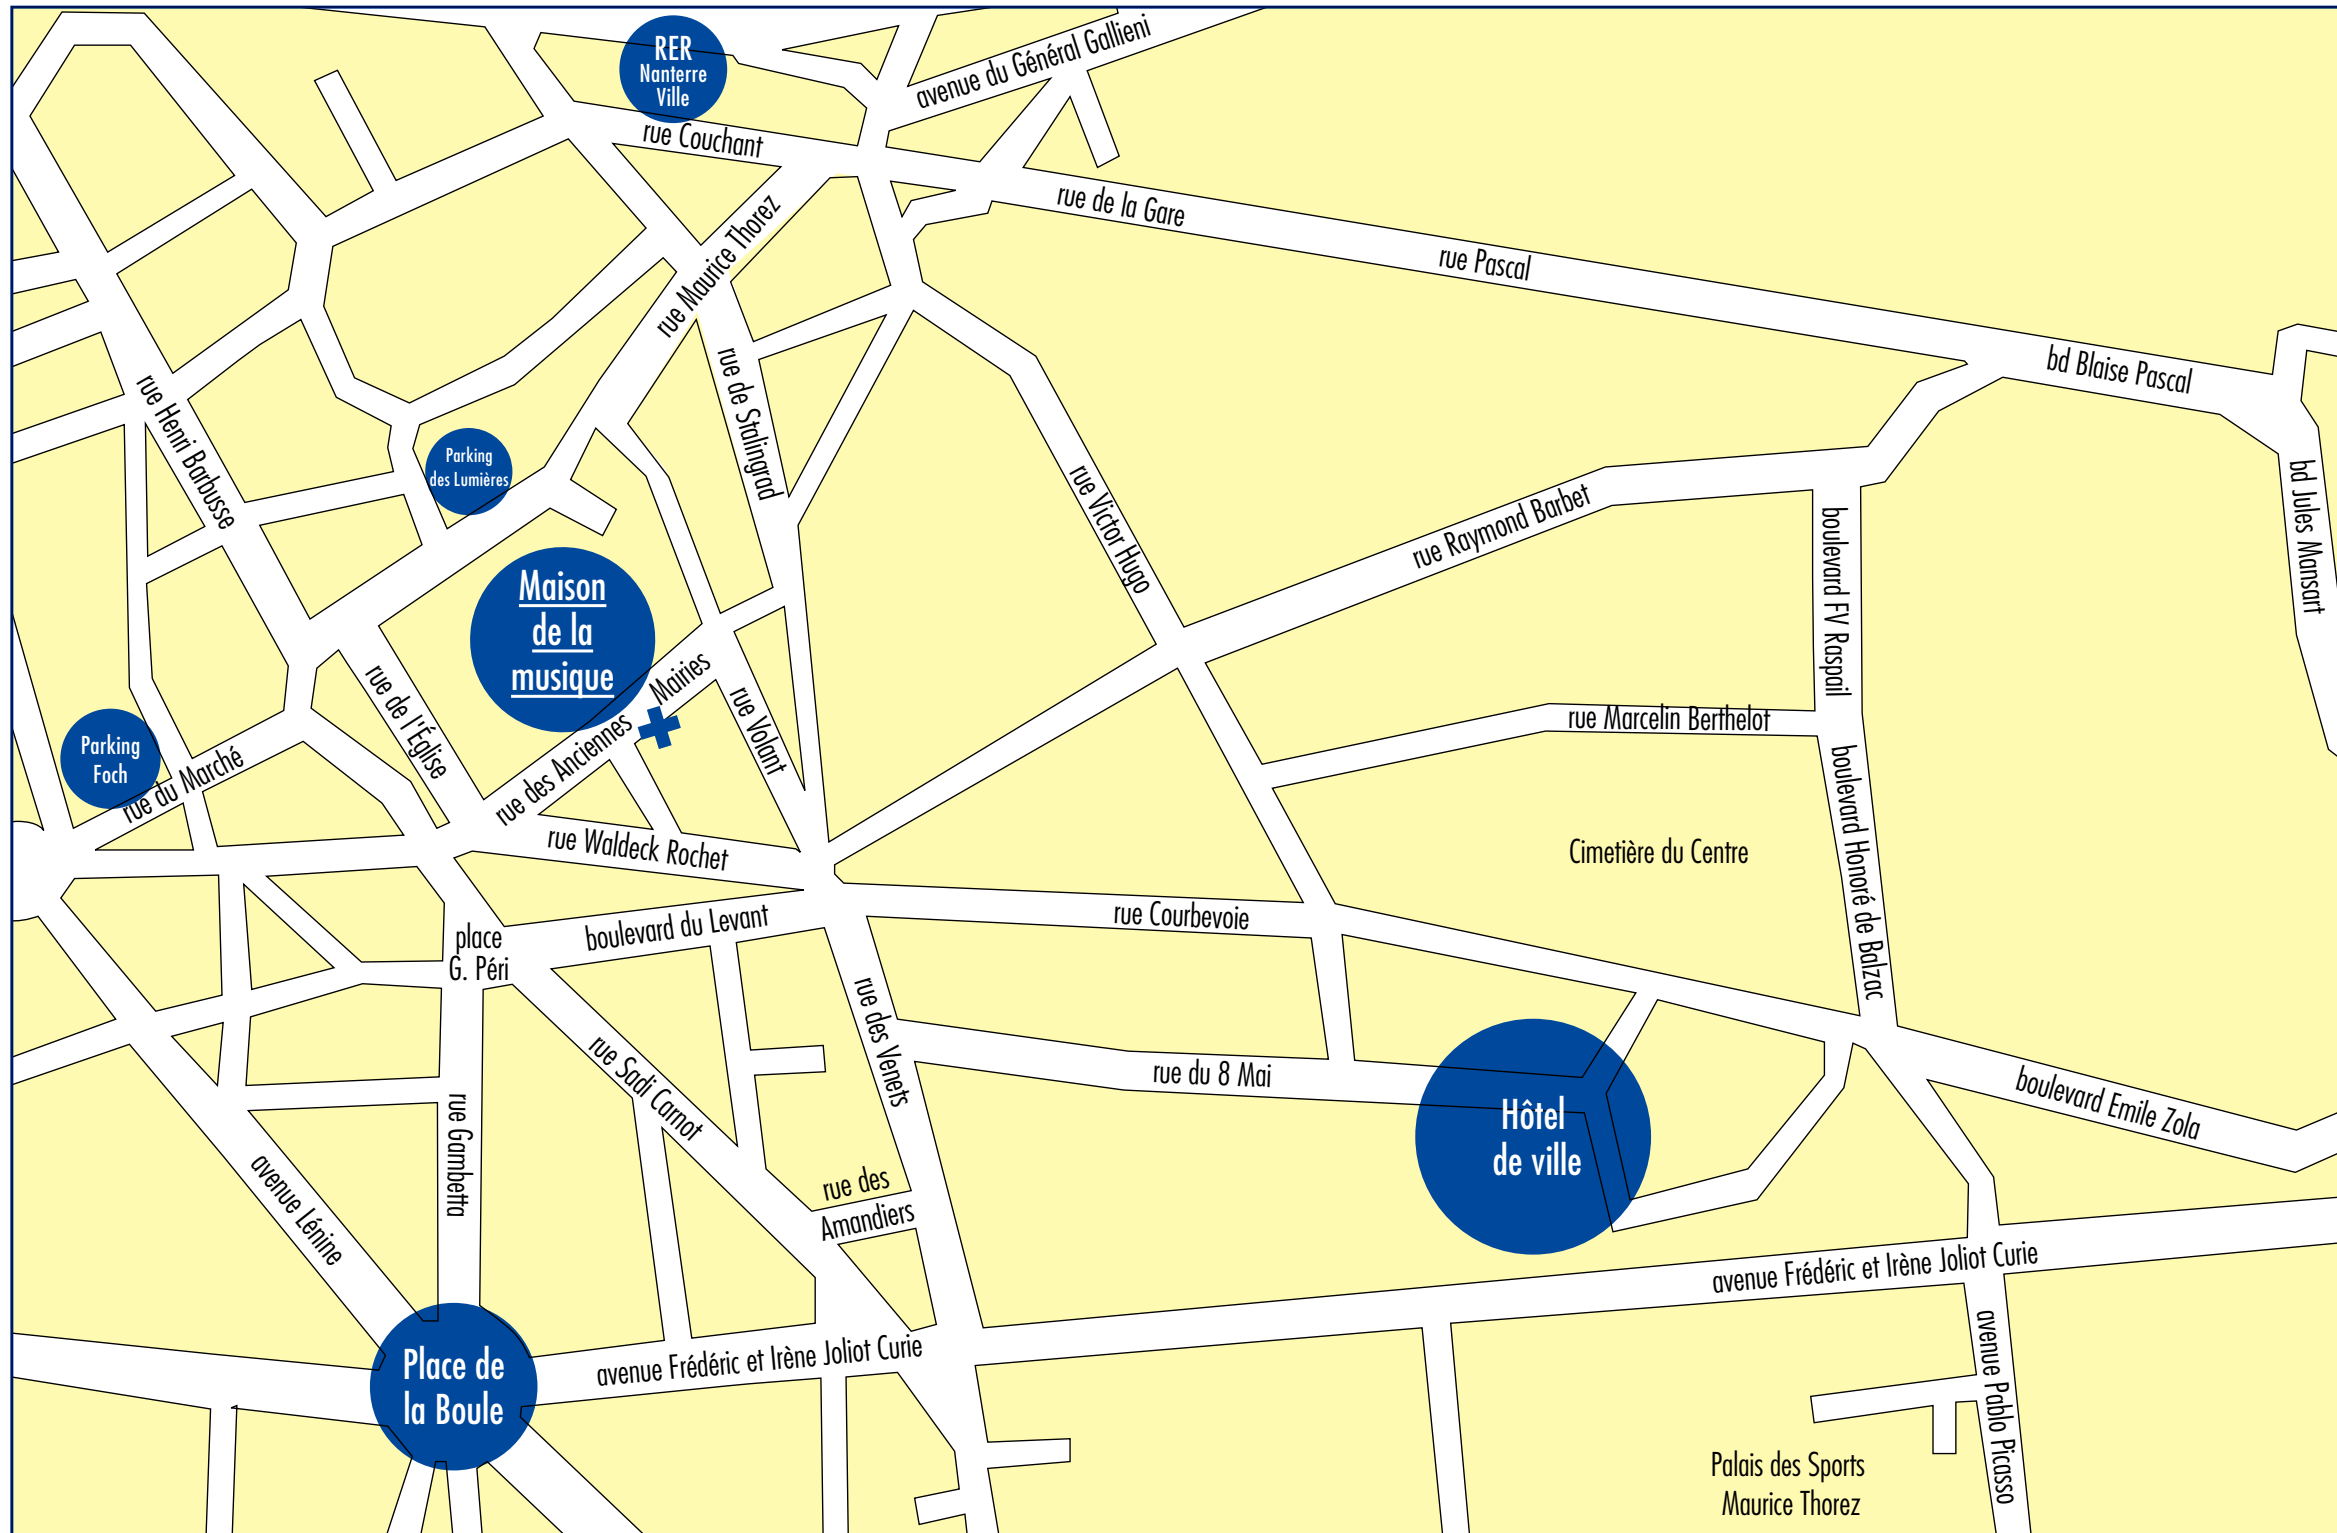 RER
Nanterre
Ville
avenue du Général Gallieni
rue Couchant
rue de la Gare
rue Maurice Thorez
rue Pascal
bd Blaise Pascal
rue de Stalingrad
rue Henri Barbusse
Parking
des Lumières
rue Victor Hugo
rue Raymond Barbet
bd Jules Mansart
boulevard FV Raspail
Maison
de la
musique
rue de l'Église
Mairies
rue des Anciennes
rue Volant
rue Marcelin Berthelot
Parking
Foch
rue du Marché
rue Waldeck Rochet
Cimetière du Centre
boulevard Honoré de Balzac
place
G. Péri
boulevard du Levant
rue Courbevoie
rue des Venets
rue Sadi Carnot
rue du 8 Mai
Hôtel
de ville
boulevard Emile Zola
rue Gambetta
avenue Lénine
rue des
Amandiers
avenue Frédéric et Irène Joliot Curie
Place de
la Boule
avenue Frédéric et Irène Joliot Curie
avenue Pablo Picasso
Palais des Sports
Maurice Thorez